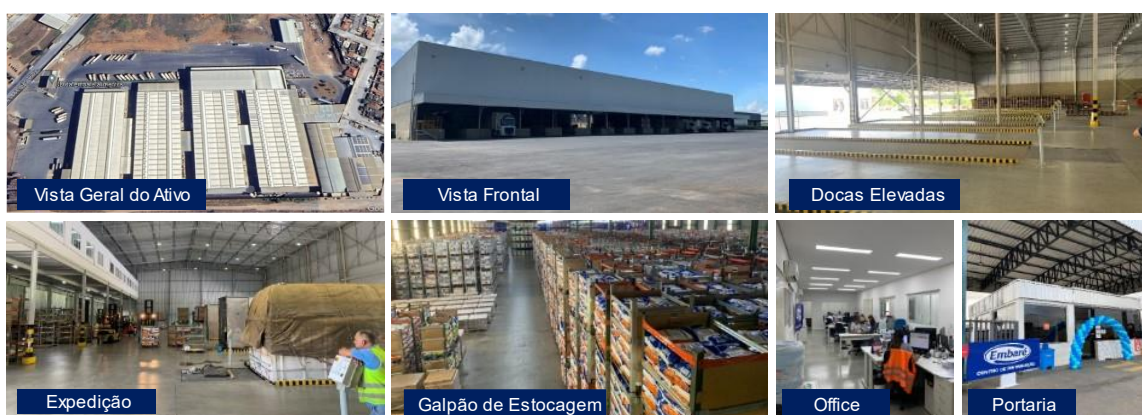 Vista Geral do Ativo
Vista Frontal
Docas Elevadas
Expedição
Galpão de Estocagem
Office
Embaré
Portaria